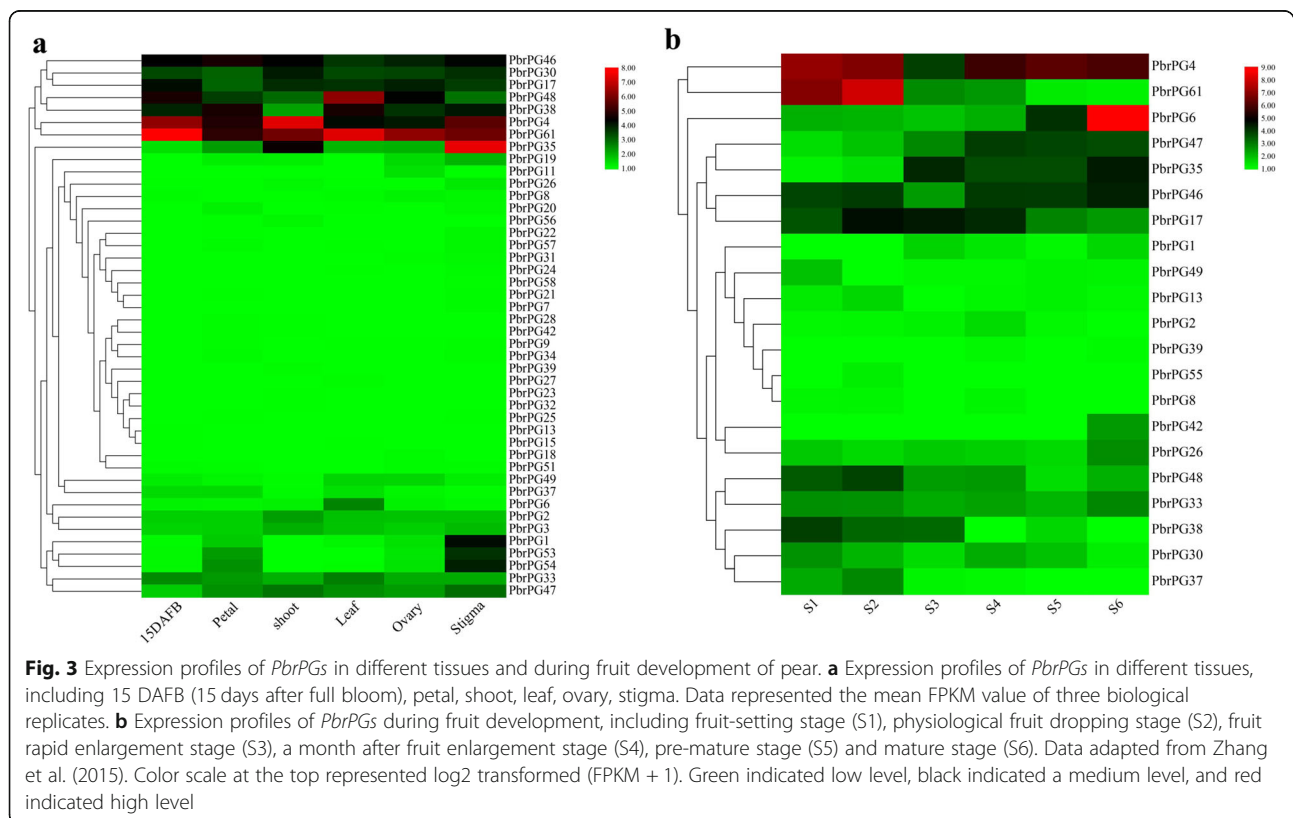 a
PbrPG46
PbrPG30
PbrPG17
PbrPG48
PbrPG38
PbrPG4
PbrPG61
PbrPG35
PbrPG19
PbrPG11
PbrPG26
PbrPG8
PbrPG20
PbrPG56
PbrPG22
PbrPG57
PbrPG31
PbrPG24
PbrPG58
PbrPG21
PbrPG7
PbrPG28
PbrPG42
PbrPG9
PbrPG34
PbrPG39
PbrPG27
PbrPG23
PbrPG32
PbrPG25
PbrPG13
PbrPG15
PbrPG18
PbrPG51
PbrPG49
PbrPG37
PbrPG6
PbrPG2
PbrPG3
PbrPG1
PbrPG53
PbrPG54
PbrPG33
PbrPG47
15DAFB
Petal
shoot
Leaf
Ovary
Stigma
8.00
7.00
6.00
5.00
4.00
3.00
2.00
1.00
b
PbrPG4
PbrPG61
PbrPG6
PbrPG47
PbrPG35
PbrPG46
PbrPG17
PbrPG1
PbrPG49
PbrPG13
PbrPG2
PbrPG39
PbrPG55
PbrPG8
PbrPG42
PbrPG26
PbrPG48
PbrPG33
PbrPG38
PbrPG30
PbrPG37
S1
S2
S3
S4
S5
S6
9.00
8.00
7.00
6.00
5.00
4.00
3.00
2.00
1.00
Fig. 3 Expression profiles of PbrPGs in different tissues and during fruit development of pear. a Expression profiles of PbrPGs in different tissues,
including 15 DAFB (15 days after full bloom), petal, shoot, leaf, ovary, stigma. Data represented the mean FPKM value of three biological
replicates. b Expression profiles of PbrPGs during fruit development, including fruit-setting stage (S1), physiological fruit dropping stage (S2), fruit
rapid enlargement stage (S3), a month after fruit enlargement stage (S4), pre-mature stage (S5) and mature stage (S6). Data adapted from Zhang
et al. (2015). Color scale at the top represented log2 transformed (FPKM + 1). Green indicated low level, black indicated a medium level, and red
indicated high level